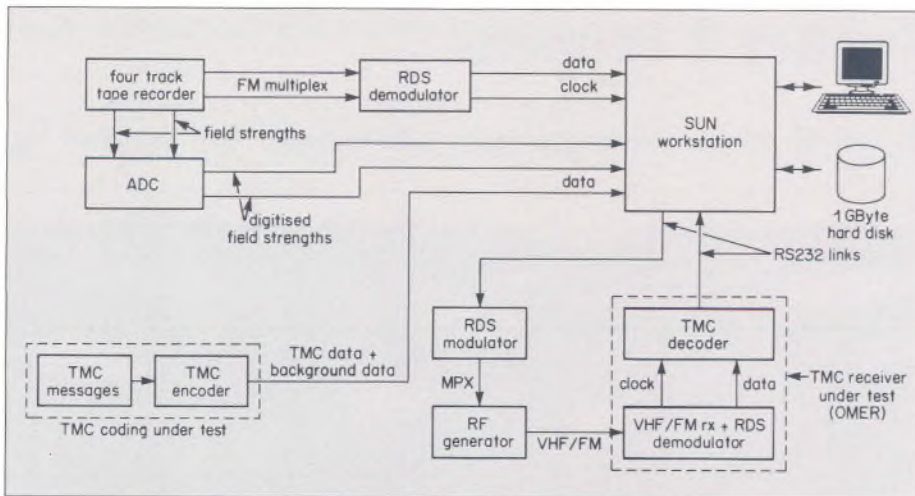 four track
tape recorder
FM multiplex
RDS
demodulator
data
clock
SUN
workstation
field strengths
ADC
digitised
field strengths
data
1 GByte
hard disk
RS232 links
RDS
modulator
TMC
decoder
TMC data +
background data
TMC
messages
TMC
encoder
TMC coding under test
MPX
clock
data
TMC receiver
under test
(OMER)
RF
generator
VHF/FM
VHF/FM rx + RDS
demodulator